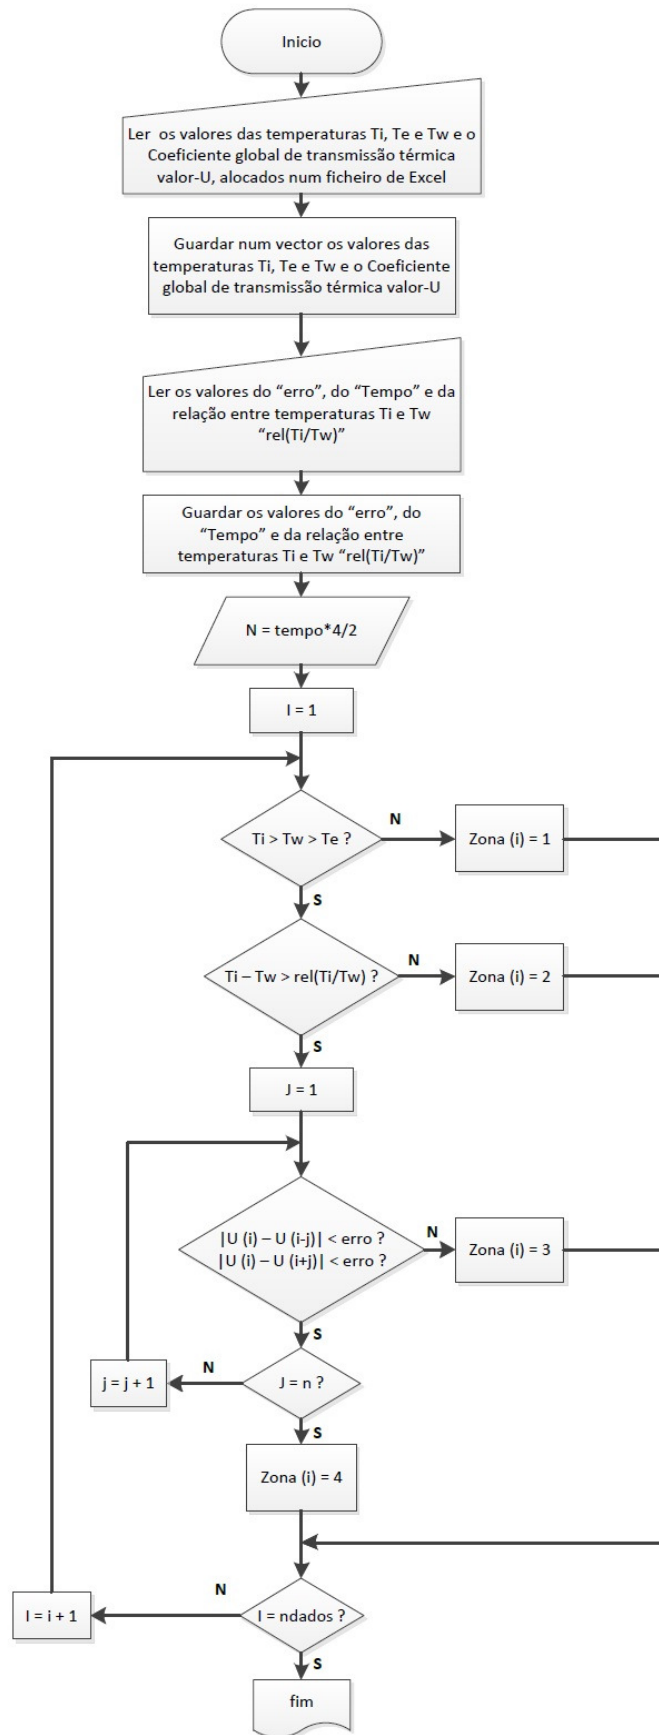 Inicio
Ler os valores das temperaturas Ti, Te e Tw e o
Coeficiente global de transmissão térmica
valor-U, alocados num ficheiro de Excel
Guardar num vector os valores das
temperaturas Ti, Te e Tw e o Coeficiente
global de transmissão térmica valor-U
Ler os valores do “erro”, do “Tempo” e da
relação entre temperaturas Ti e Tw
“rel(Ti/Tw)”
Guardar os valores do “erro”, do
“Tempo” e da relação entre
temperaturas Ti e Tw “rel(Ti/Tw)”
N = tempo*4/2
I = 1
Ti > Tw > Te ?
N
Zona (i) = 1
S
Ti – Tw > rel(Ti/Tw) ?
N
Zona (i) = 2
S
J = 1
|U (i) – U (i-j)| < erro ?
|U (i) – U (i+j)| < erro ?
N
Zona (i) = 3
S
j = j + 1
N
J = n ?
S
Zona (i) = 4
I = i + 1
N
I = ndados ?
S
fim